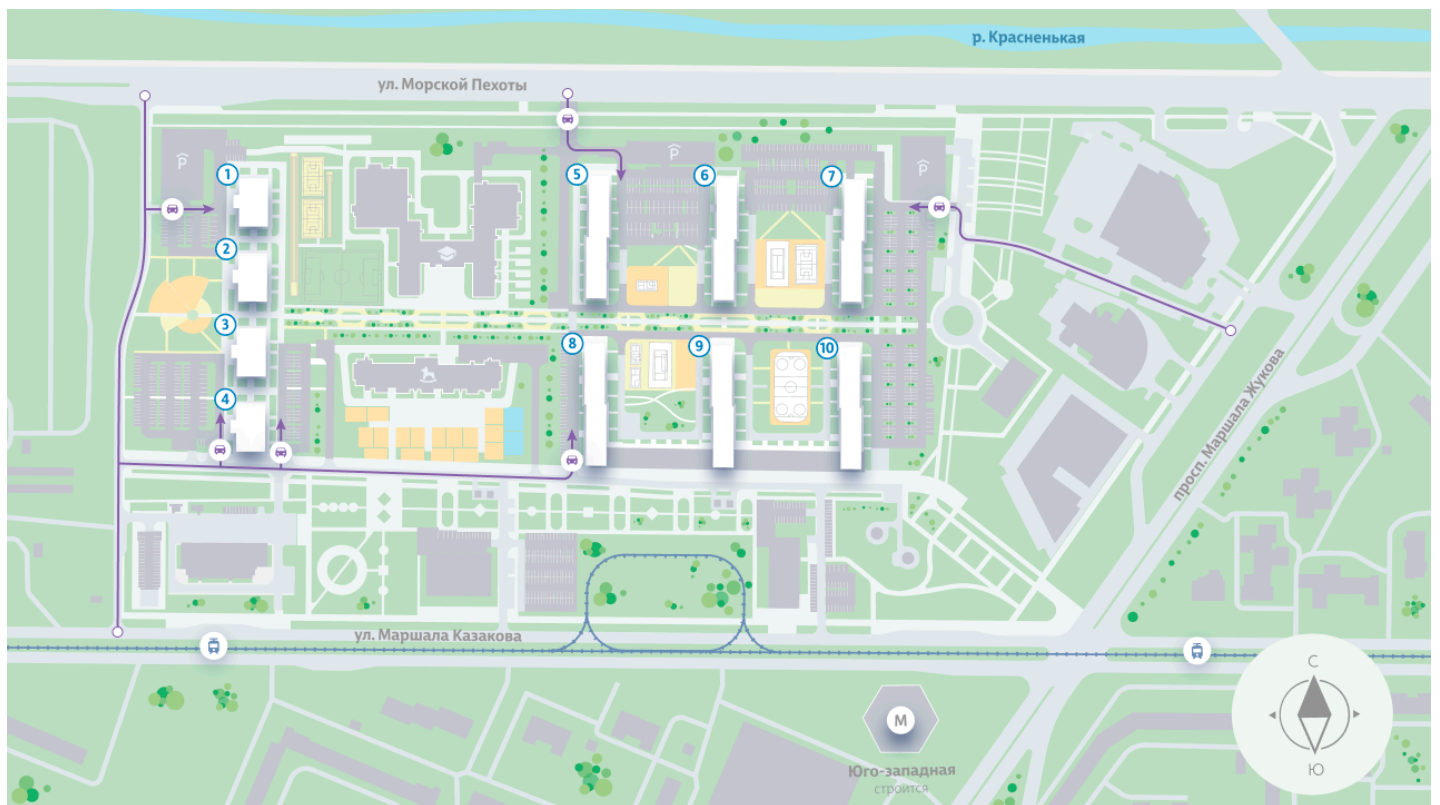 р. Красненькая
ул. Морской Пехоты
P
P
P
1
2
3
4
5
6
7
8
9
10
просп. Маршала Жукова
ул. Маршала Казакова
М
Юго-западная
строится
С
Ю